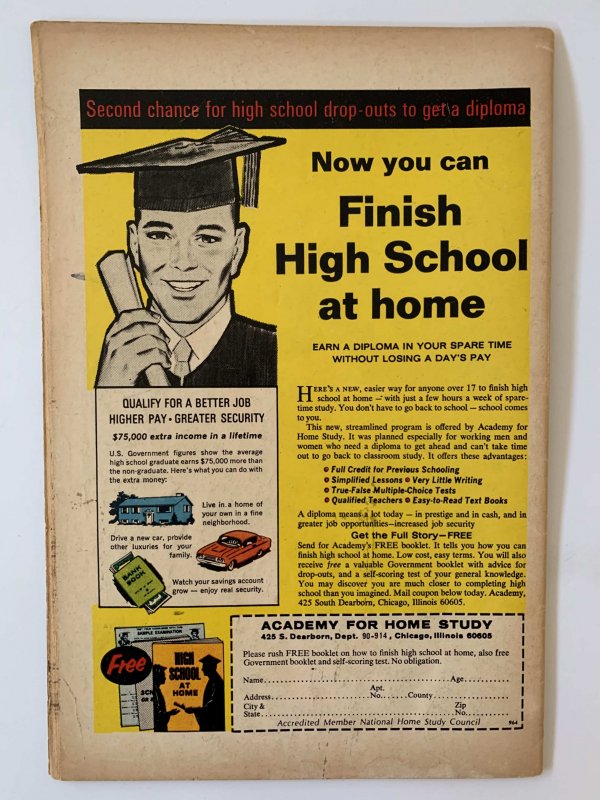 Second chance for high school drop-outs to get a diploma
Now you can
Finish
High School
at home
EARN A DIPLOMA IN YOUR SPARE TIME
WITHOUT LOSING A DAY'S PAY
HERE'S A NEW, easier way for anyone over 17 to finish high
school at home — with just a few hours a week of spare-
time study. You don't have to go back to school — school comes
to you.
This new, streamlined program is offered by Academy for
Home Study. It was planned especially for working men and
women who need a diploma to get ahead and can't take time
out to go back to classroom study. It offers these advantages:
• Full Credit for Previous Schooling
• Simplified Lessons • Very Little Writing
• True-False Multiple-Choice Tests
• Qualified Teachers • Easy-to-Read Text Books
A diploma means a lot today – in prestige and in cash, and in
greater job opportunities—increased job security
Get the Full Story—FREE
Send for Academy's FREE booklet. It tells you how you can
finish high school at home. Low cost, easy terms. You will also
receive free a valuable Government booklet with advice for
drop-outs, and a self-scoring test of your general knowledge.
You may discover you are much closer to completing high
school than you imagined. Mail coupon below today. Academy,
425 South Dearborn, Chicago, Illinois 60605.
QUALIFY FOR A BETTER JOB
HIGHER PAY • GREATER SECURITY
$75,000 extra income in a lifetime
U.S. Government figures show the average
high school graduate earns $75,000 more than
the non-graduate. Here's what you can do with
the extra money:
Live in a home of
your own in a fine
neighborhood.
Drive a new car, provide
other luxuries for your
family.
BANK
BOOK
Watch your savings account
grow — enjoy real security.
Free
SAMPLE EXAMINATION
HIGH
SCHOOL
AT
HOME
ACADEMY FOR HOME STUDY
425 S. Dearborn, Dept. 90-914, Chicago, Illinois 60605
Please rush FREE booklet on how to finish high school at home, also free
Government booklet and self-scoring test. No obligation.
Name Age
Apt.
Address No. County
City & Zip
State No.
Accredited Member National Home Study Council 964